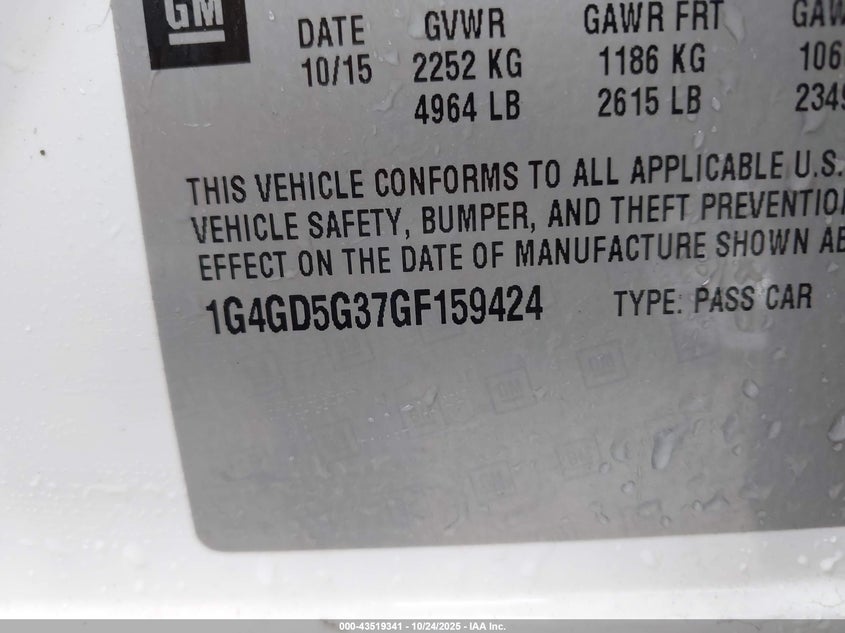 GM
DATE GVWR GAWR FRT
10/15 2252 KG 1186 KG
4964 LB 2615 LB
THIS VEHICLE CONFORMS TO ALL APPLICABLE U.S.
VEHICLE SAFETY, BUMPER, AND THEFT
EFFECT ON THE DATE OF MANUFACTURE SHOWN
1G4GD5G37GF159424 TYPE: PASS CAR
000-43519341 - 10/24/2025 - IAA Inc.